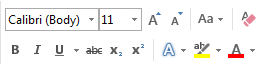 Calibri (Body) 11 A A Aa A
B I U abc x₂ x² A ab A